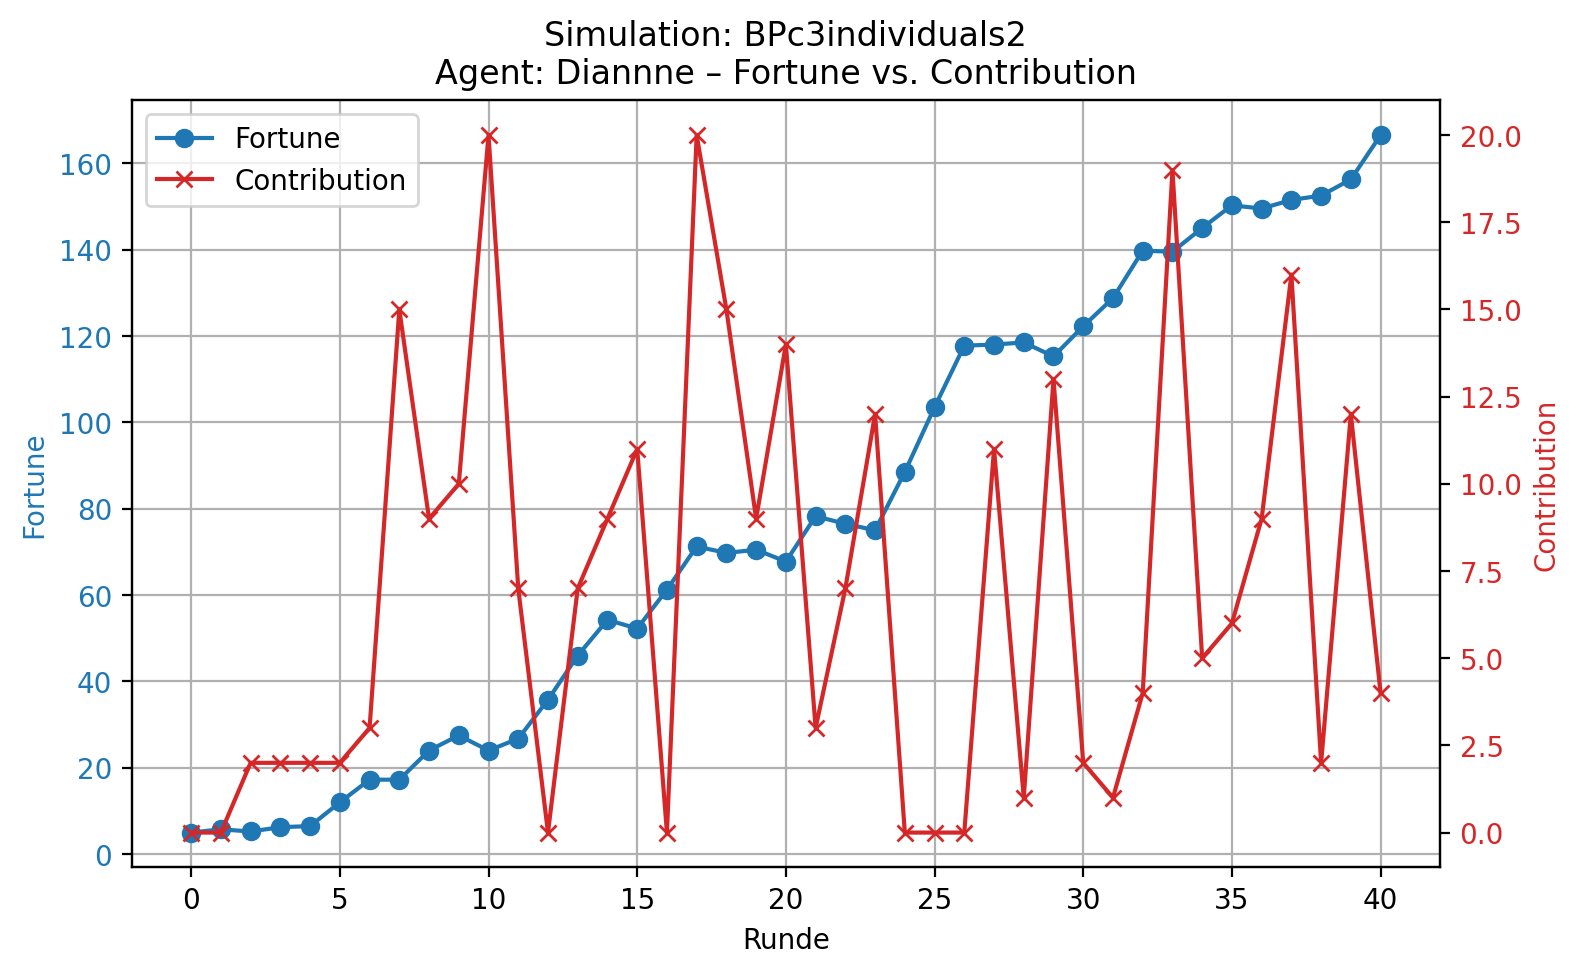 Simulation: BPc3individuals2
Agent: Diannne – Fortune vs. Contribution
Fortune
Contribution
160
140
120
100
80
60
40
20
0
Fortune
20.0
17.5
15.0
12.5
10.0
7.5
5.0
2.5
0.0
Contribution
0 5 10 15 20 25 30 35 40
Runde